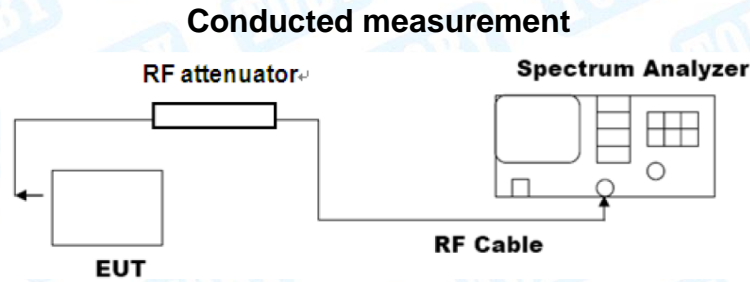 Conducted measurement
RF attenuator↵
Spectrum Analyzer
RF Cable
EUT